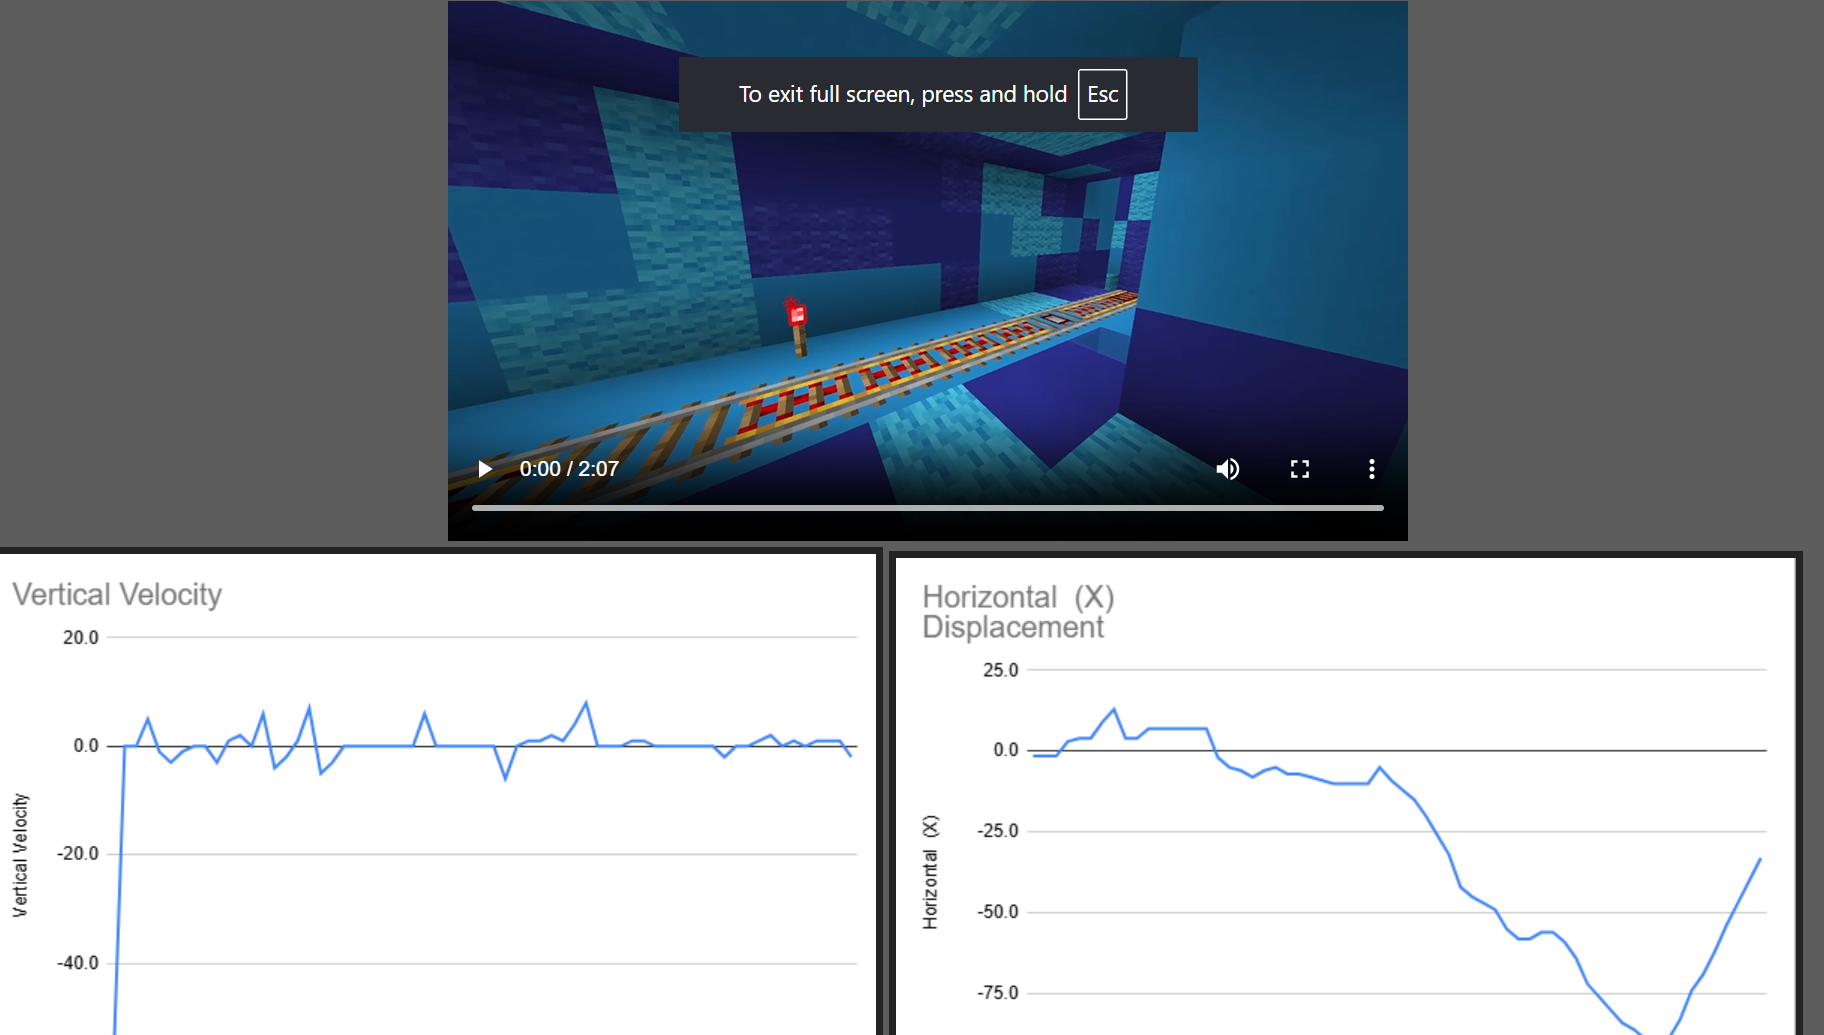 To exit full screen, press and hold Esc
0:00 / 2:07
Vertical Velocity
20.0
0.0
-20.0
-40.0
Vertical Velocity
Horizontal (X)
Displacement
25.0
0.0
-25.0
-50.0
-75.0
Horizontal (X)